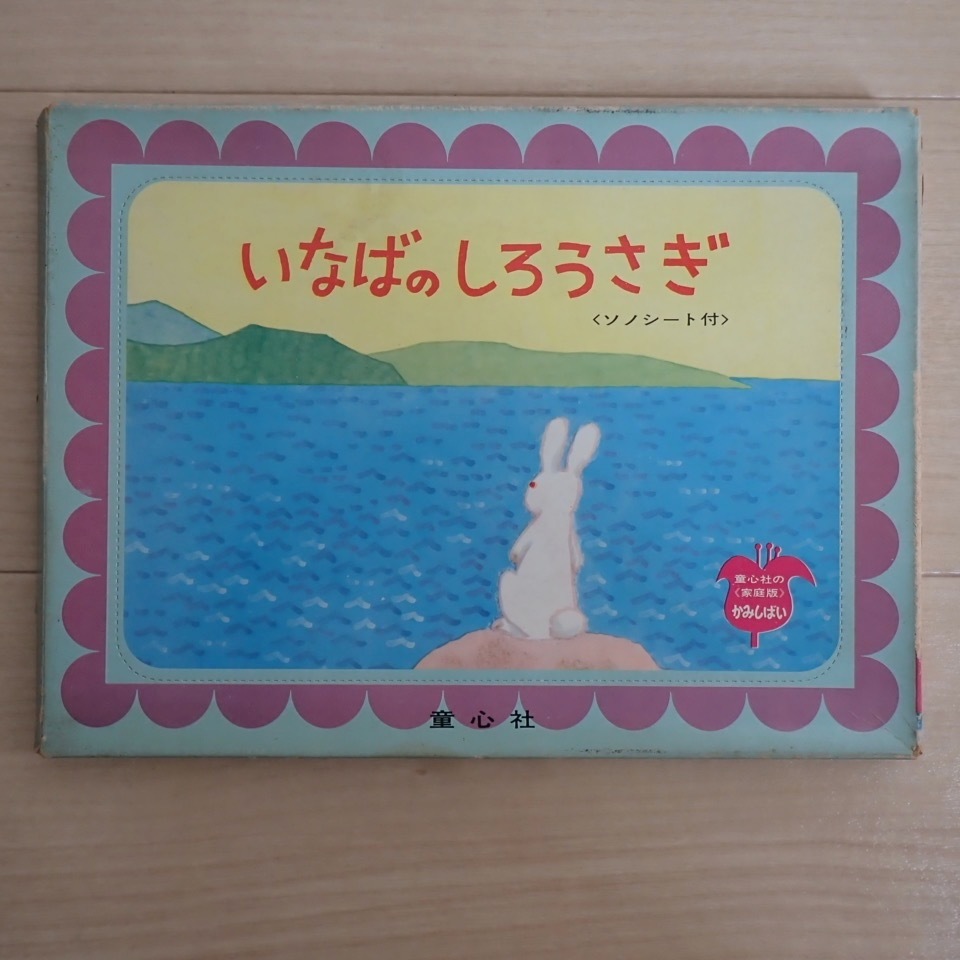 いなばのしろうさぎ
〈ソノシート付〉
童心社の
〈家庭版〉
かみしばい
童心社